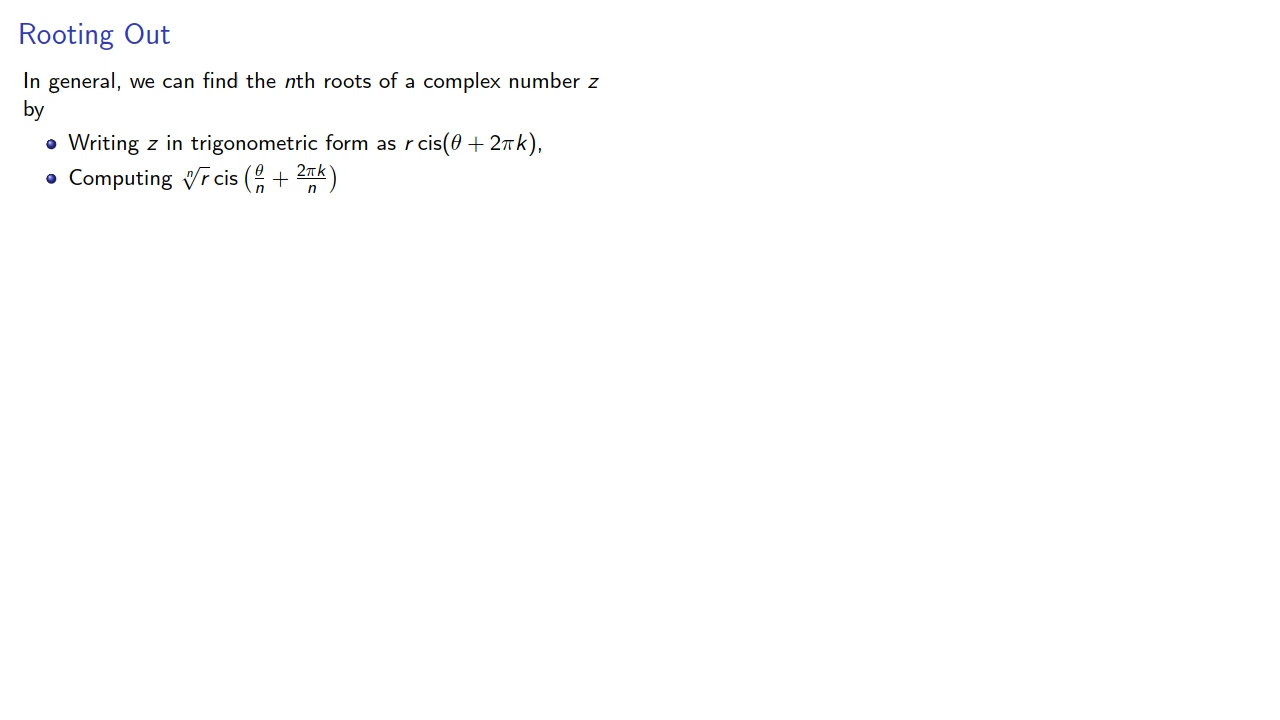 Rooting Out
In general, we can find the nth roots of a complex number z
by
Writing z in trigonometric form as r cis(θ + 2πk),
Computing ⁿ√r cis (θ/n + 2πk/n)